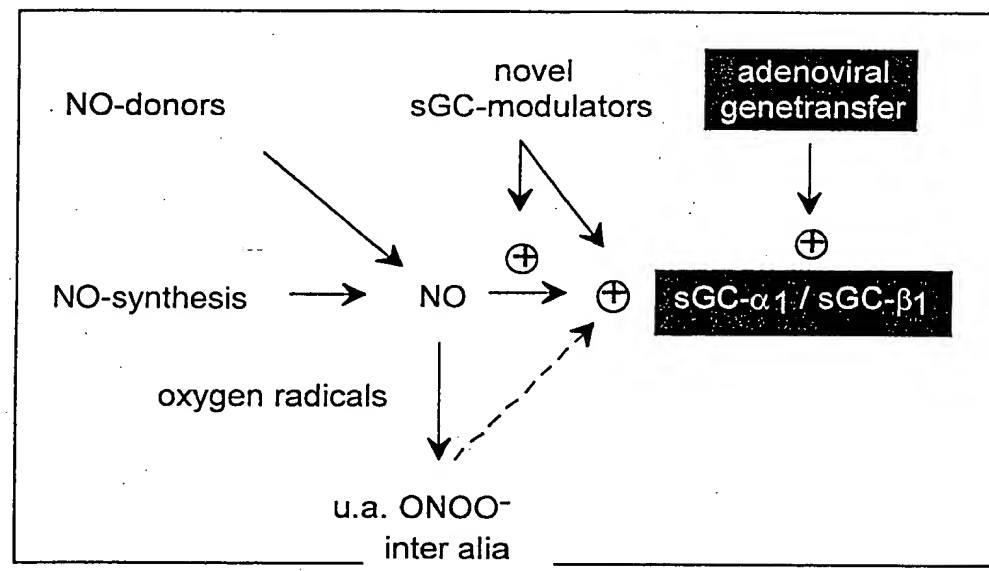 NO-donors
novel
sGC-modulators
adenoviral
genetransfer
NO-synthesis
NO
sGC-α1 / sGC-β1
oxygen radicals
u.a. ONOO⁻
inter alia